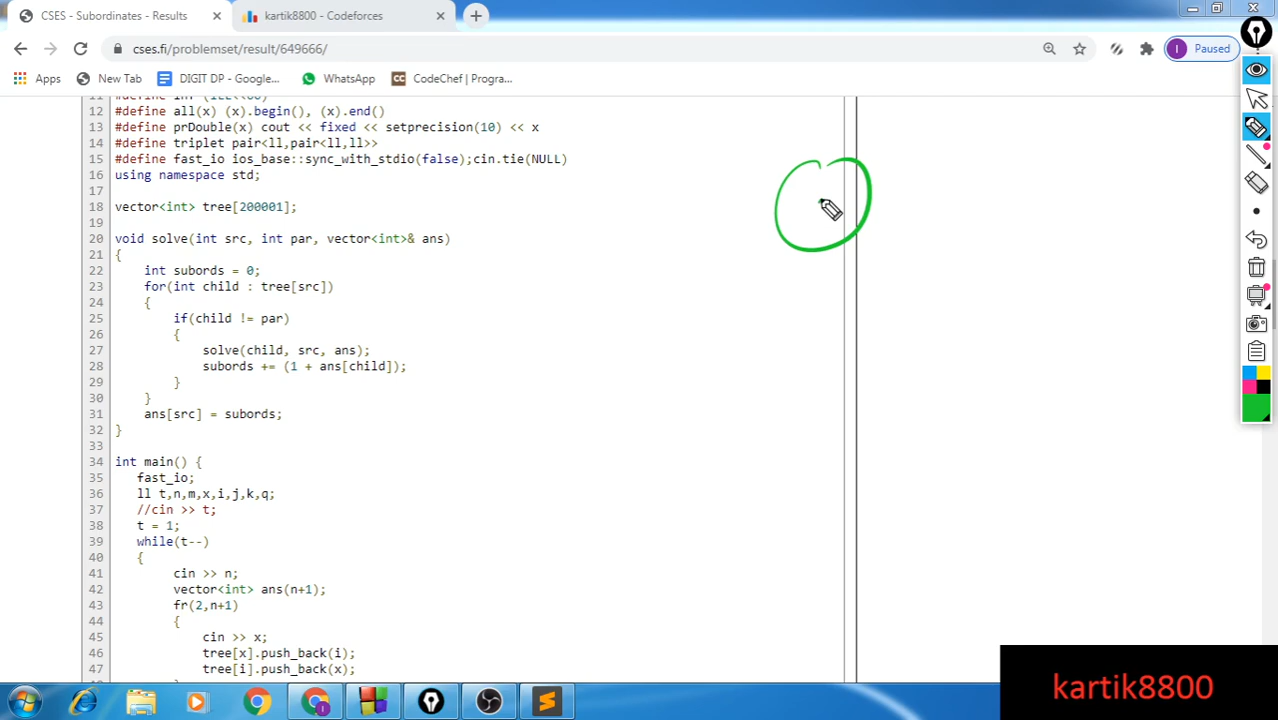 CSES - Subordinates - Results
kartik8800 - Codeforces
cses.fi/problemset/result/649666/
I Paused
Apps New Tab DIGIT DP - Google... WhatsApp CC CodeChef | Progra...
12 #define all(x) (x).begin(), (x).end()
13 #define prDouble(x) cout << fixed << setprecision(10) << x
14 #define triplet pair<ll,pair<ll,ll>>
15 #define fast_io ios_base::sync_with_stdio(false);cin.tie(NULL)
16 using namespace std;
17
18 vector<int> tree[200001];
19
20 void solve(int src, int par, vector<int>& ans)
21 {
22 int subords = 0;
23 for(int child : tree[src])
24 {
25 if(child != par)
26 {
27 solve(child, src, ans);
28 subords += (1 + ans[child]);
29 }
30 }
31 ans[src] = subords;
32 }
33
34 int main() {
35 fast_io;
36 ll t,n,m,x,i,j,k,q;
37 //cin >> t;
38 t = 1;
39 while(t--)
40 {
41 cin >> n;
42 vector<int> ans(n+1);
43 fr(2,n+1)
44 {
45 cin >> x;
46 tree[x].push_back(i);
47 tree[i].push_back(x);
kartik8800